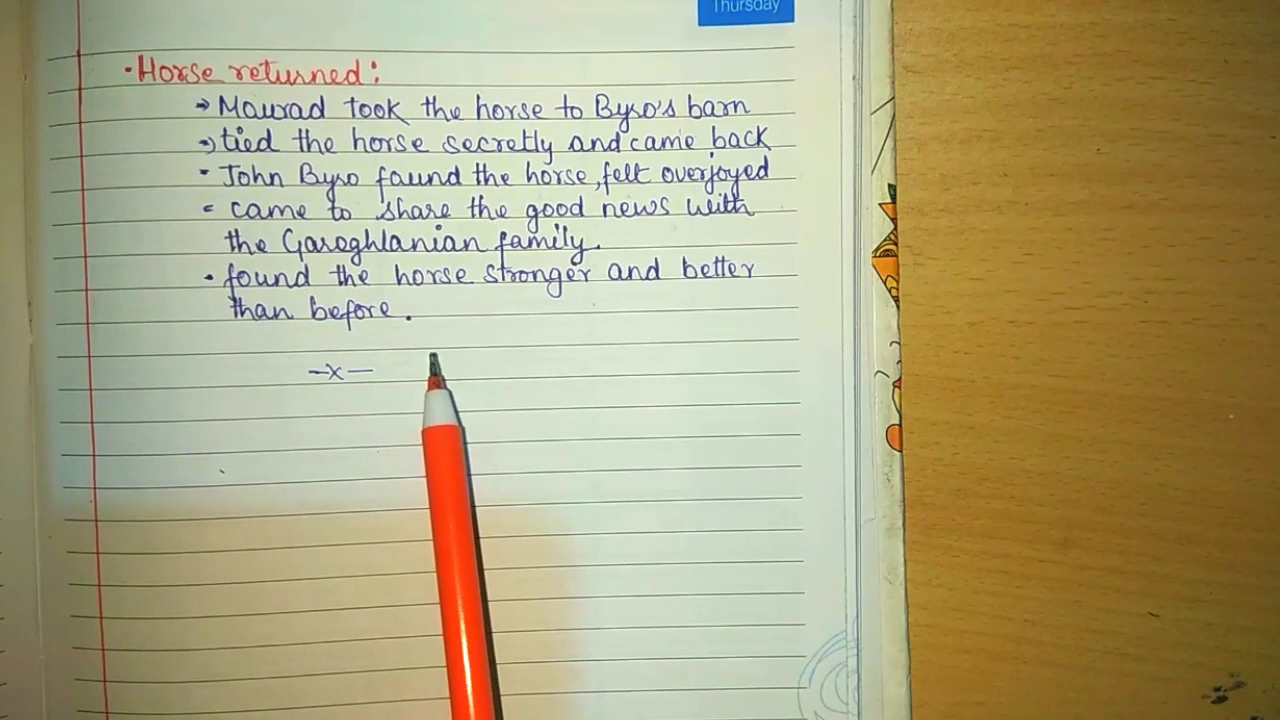 Thursday
• Horse returned:
→ Mourad took the horse to Byro's barn
→ tied the horse secretly and came back
• John Byro found the horse, felt overjoyed
• came to share the good news with
the Garoghlanian family.
• found the horse stronger and better
than before.
—x—